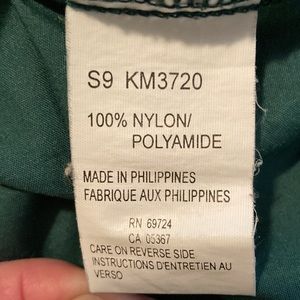 S9 KM3720
100% NYLON/
POLYAMIDE
MADE IN PHILIPPINES
FABRIQUE AUX PHILIPPINES
RN 69724
CA 05367
CARE ON REVERSE SIDE
INSTRUCTIONS D'ENTRETIEN AU
VERSO